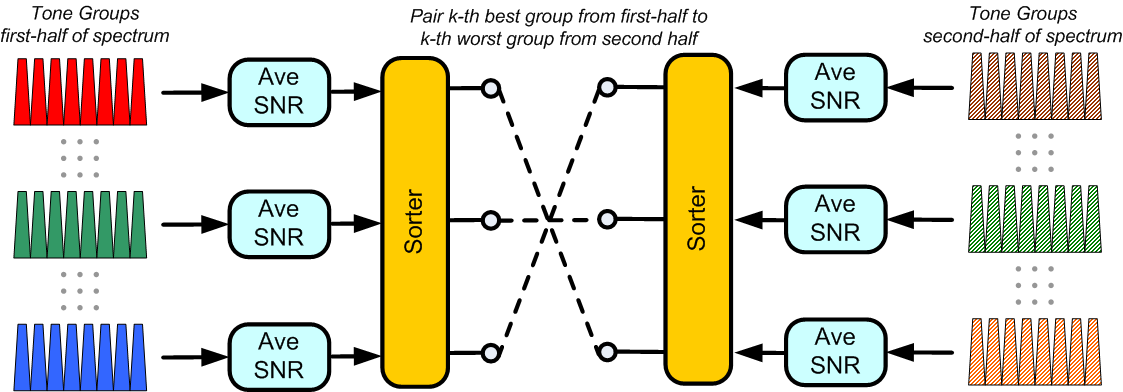 Tone Groups
first-half of spectrum
Pair k-th best group from first-half to
k-th worst group from second half
Tone Groups
second-half of spectrum
Ave
SNR
Ave
SNR
Ave
SNR
Sorter
Sorter
Ave
SNR
Ave
SNR
Ave
SNR